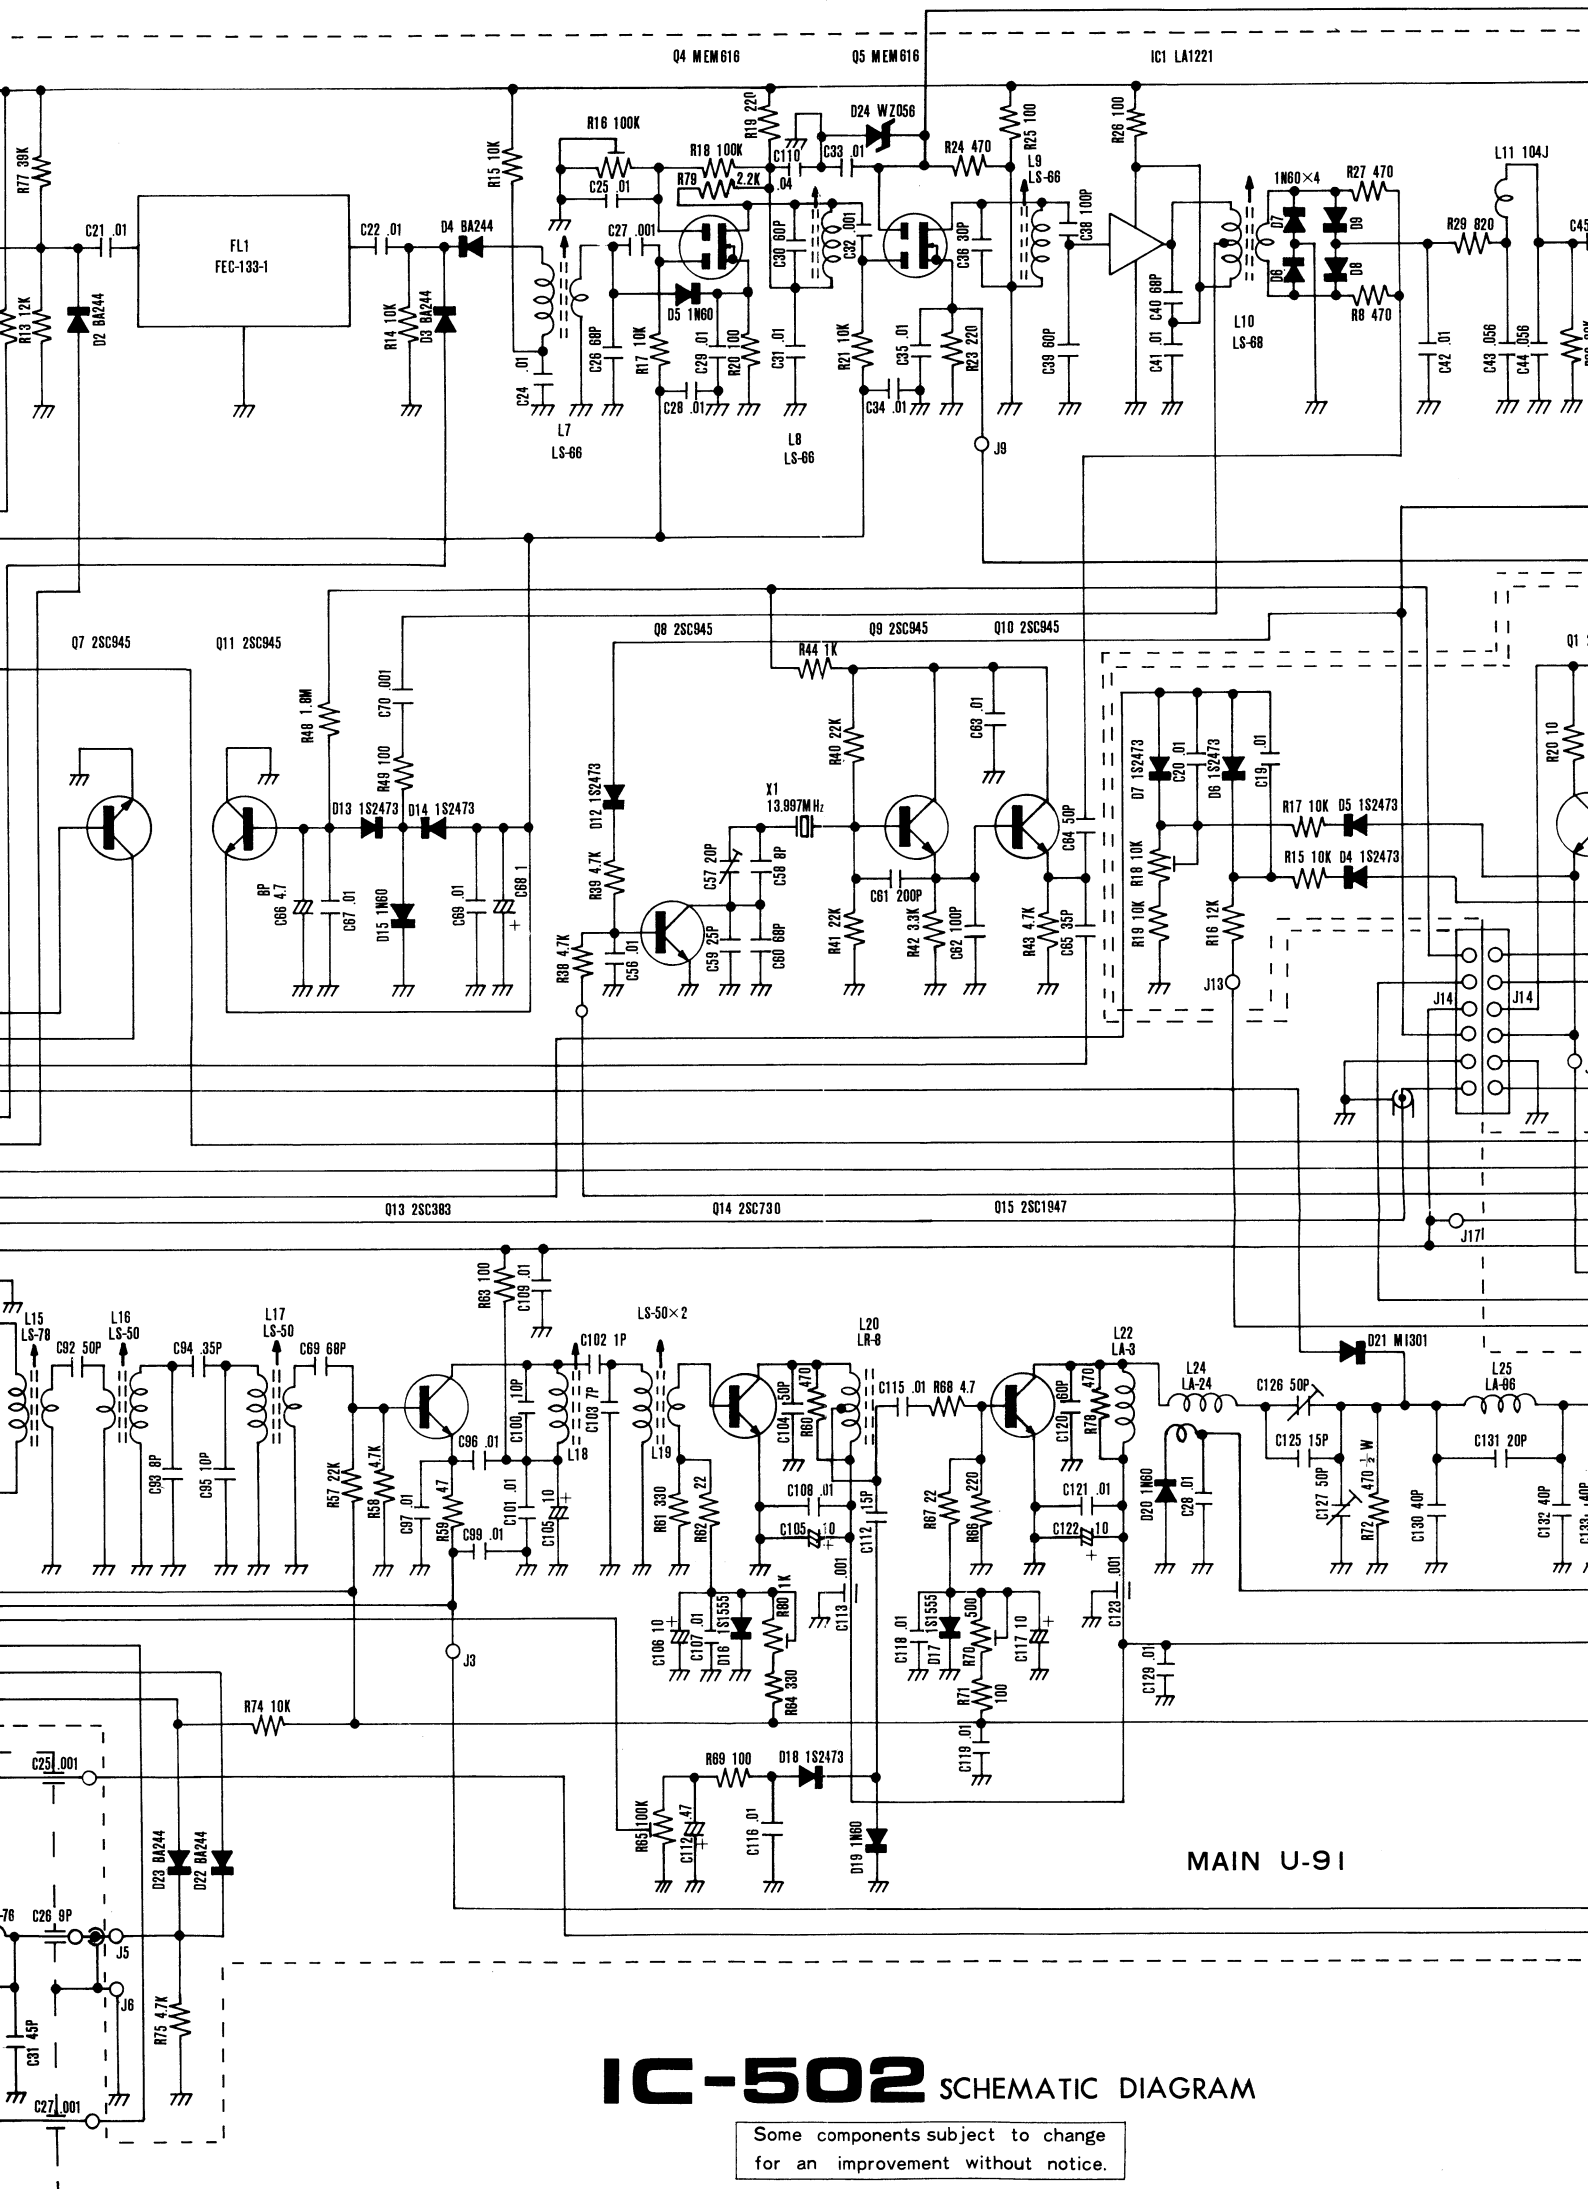 Q4 MEM616
Q5 MEM616
IC1 LA1221
R77 39K
R13 12K
C21 .01
D2 BA244
FL1
FEC-133-1
C22 .01
D4 BA244
R14 10K
D3 BA244
R15 10K
C24 .01
L7
LS-66
R16 100K
C25 .01
C27 .001
C26 68P
R17 10K
R18 100K
R79 2.2K
R19 220
C110 .04
D5 1N60
C28 .01
C29 .01
R20 100
C30 60P
C31 .01
L8
LS-66
C33 .01
C32 .001
D24 WZ056
R21 10K
C34 .01
C35 .01
R23 220
R24 470
C36 30P
R25 100
L9
LS-66
C38 100P
C39 60P
J9
R26 100
C40 68P
C41 .01
L10
LS-68
1N60×4
D7
D9
D6
D8
R27 470
R8 470
C42 .01
R29 820
L11 104J
C43 .056
C44 .056
C45
Q7 2SC945
Q11 2SC945
Q8 2SC945
Q9 2SC945
Q10 2SC945
Q1
R48 1.8M
C70 .001
R49 100
D13 1S2473
D14 1S2473
BP
C66 4.7
C67 .01
D15 1N60
C69 .01
C68 1
+
D12 1S2473
R39 4.7K
R38 4.7K
C56 .01
C57 20P
C58 8P
C59 25P
C60 68P
X1
13.997MHz
R44 1K
R40 22K
R41 22K
C61 200P
R42 3.3K
C62 100P
C63 .01
R43 4.7K
C64 50P
C65 35P
D7 1S2473
C20 .01
D6 1S2473
C19 .01
R18 10K
R19 10K
R16 12K
R17 10K
D5 1S2473
R15 10K
D4 1S2473
R20 10
J13
J14
J14
J17
Q13 2SC383
Q14 2SC730
Q15 2SC1947
L15
LS-78
C92 50P
L16
LS-50
C93 8P
C94 .35P
C95 10P
L17
LS-50
C69 68P
R57 22K
R58 4.7K
C97 .01
R59 47
C96 .01
C99 .01
R63 100
C109 .01
C100 10P
C101 .01
C105 10
+
L18
C102 1P
C103 7P
LS-50×2
L19
R61 330
R62 22
C104 50P
R60 470
L20
LR-8
C108 .01
C105 10
+
C112 15P
C113 .001
C115 .01
R68 4.7
R67 22
R66 220
C120 60P
R78 470
L22
LA-3
C121 .01
C122 10
+
C123 .001
L24
LA-24
D20 1N60
C28 .01
C126 50P
C125 15P
C127 50P
R72 470 ½W
D21 MI301
L25
LA-06
C130 40P
C131 20P
C132 40P
C133 40P
C106 10
+
C107 .01
D16 1S1555
R80 1K
R64 330
C118 .01
D17 1S1555
R70 500
R71 100
C117 10
+
C119 .01
C129 .01
J3
R74 10K
C25 .001
D23 BA244
D22 BA244
C26 9P
-76
J5
J6
C31 45P
R75 4.7K
C27 .001
R65 100K
C112 .47
+
R69 100
C116 .01
D18 1S2473
D19 1N60
MAIN U-91
IC-502 SCHEMATIC DIAGRAM
Some components subject to change
for an improvement without notice.